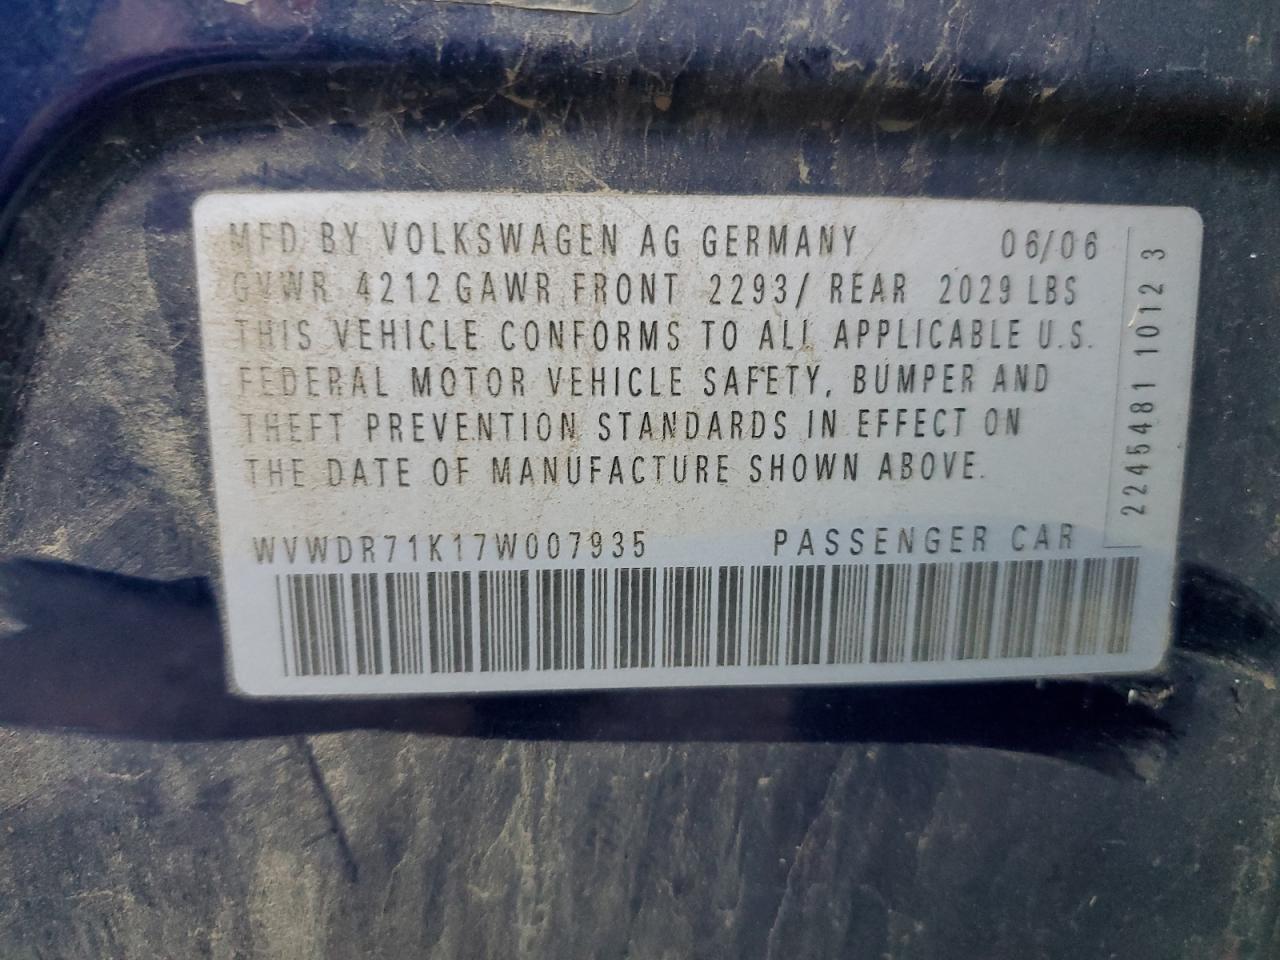 MFD BY VOLKSWAGEN AG GERMANY 06/06
GVWR 4212 GAWR FRONT 2293/ REAR 2029 LBS
THIS VEHICLE CONFORMS TO ALL APPLICABLE U.S.
FEDERAL MOTOR VEHICLE SAFETY, BUMPER AND
THEFT PREVENTION STANDARDS IN EFFECT ON
THE DATE OF MANUFACTURE SHOWN ABOVE.
WVWDR71K17W007935 PASSENGER CAR
2245481 1012 3